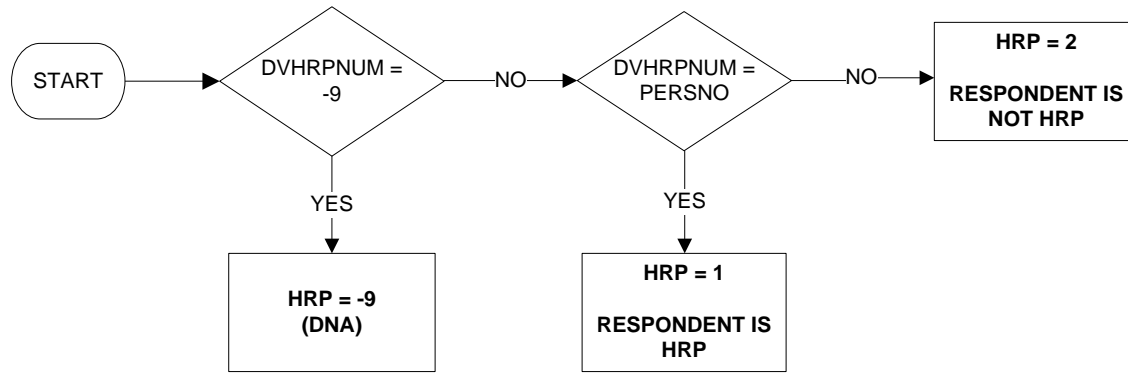 START
DVHRPNUM =
-9
NO
DVHRPNUM =
PERSNO
NO
HRP = 2
RESPONDENT IS
NOT HRP
YES
YES
HRP = -9
(DNA)
HRP = 1
RESPONDENT IS
HRP